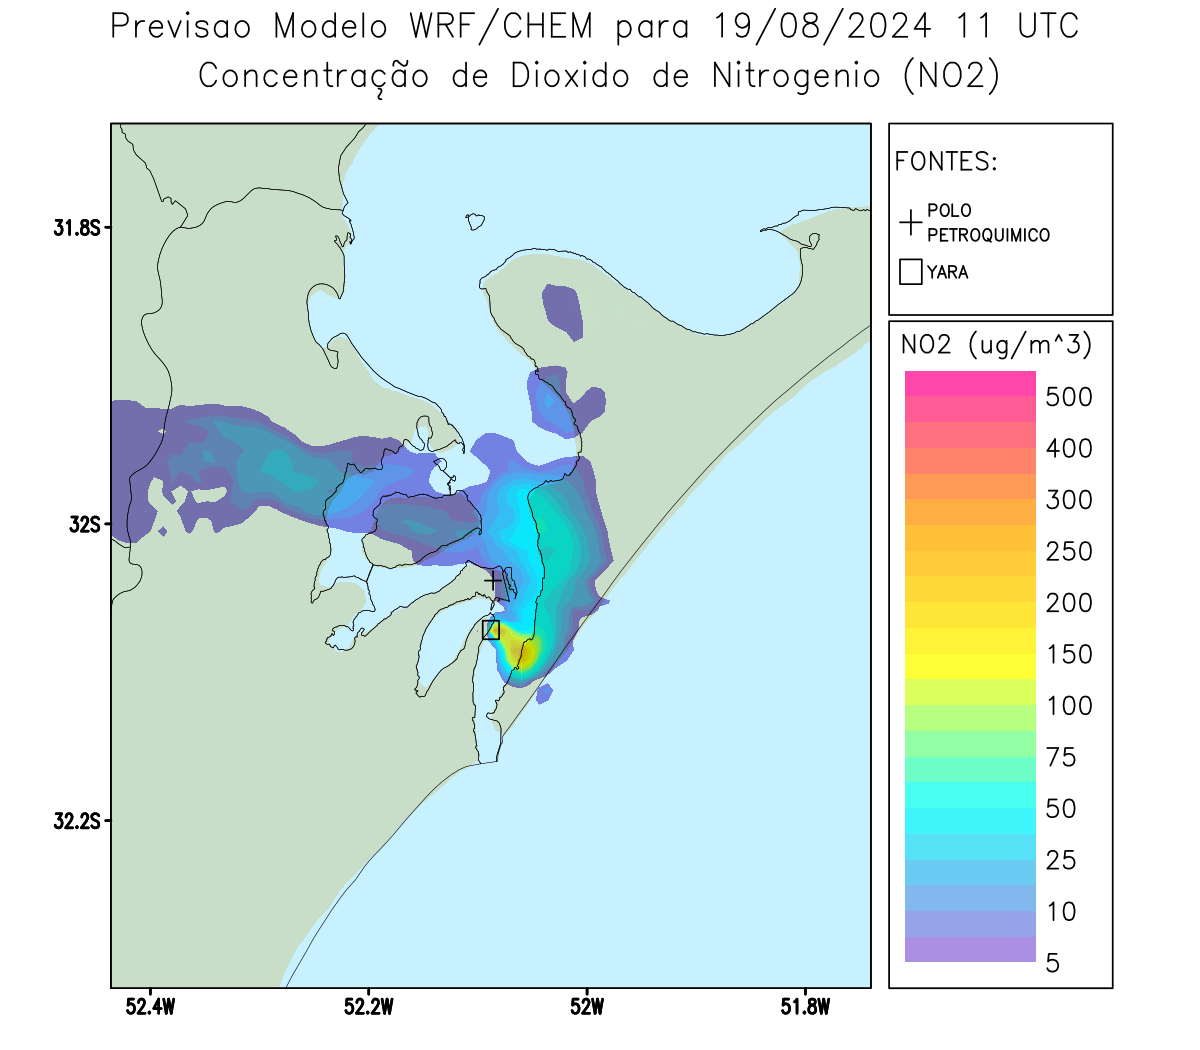 Previsao Modelo WRF/CHEM para 19/08/2024 11 UTC
Concentração de Dioxido de Nitrogenio (NO2)
FONTES:
POLO
PETROQUIMICO
YARA
NO2 (ug/m^3)
500
400
300
250
200
150
100
75
50
25
10
5
31.8S
32S
32.2S
52.4W
52.2W
52W
51.8W